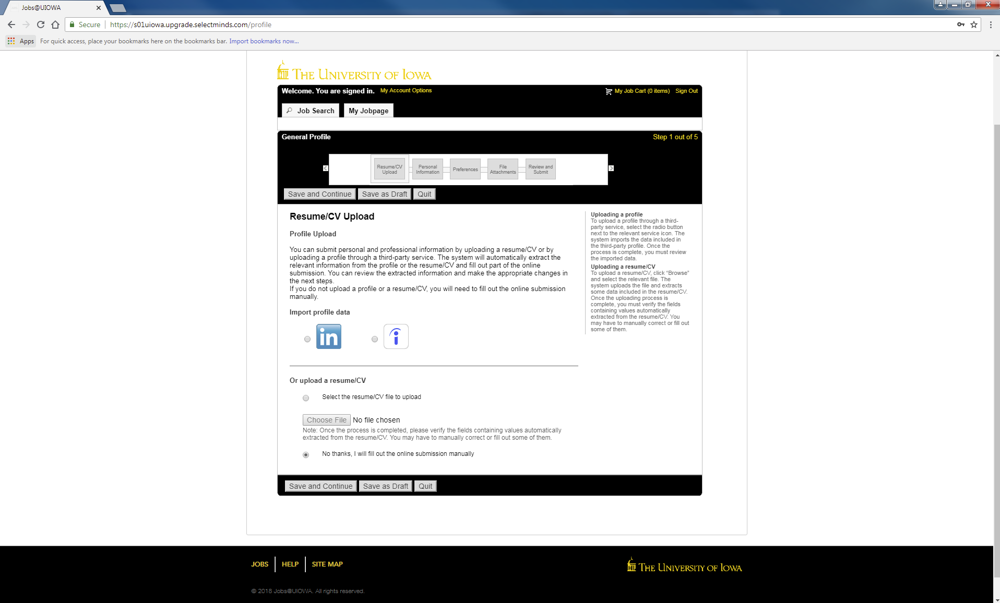 Jobs@UIOWA
Secure https://s01uiowa.upgrade.selectminds.com/profile
Apps For quick access, place your bookmarks here on the bookmarks bar. Import bookmarks now...
THE UNIVERSITY OF IOWA
Welcome. You are signed in. My Account Options My Job Cart (0 items) Sign Out
Job Search My Jobpage
General Profile Step 1 out of 5
Resume/CV Upload
Personal Information
Preferences
File Attachments
Review and Submit
Save and Continue Save as Draft Quit
Resume/CV Upload
Profile Upload
You can submit personal and professional information by uploading a resume/CV or by
uploading a profile through a third-party service. The system will automatically extract the
relevant information from the profile or the resume/CV and fill out part of the online
submission. You can review the extracted information and make the appropriate changes in
the next steps.
If you do not upload a profile or a resume/CV, you will need to fill out the online submission
manually.
Import profile data
in i
Or upload a resume/CV
Select the resume/CV file to upload
Choose File No file chosen
Note: Once the process is completed, please verify the fields containing values automatically
extracted from the resume/CV. You may have to manually correct or fill out some of them.
No thanks, I will fill out the online submission manually
Uploading a profile
To upload a profile through a third-
party service, select the radio button
next to the relevant service icon. The
system imports the data included in
the third-party profile. Once the
process is complete, you must review
the imported data.
Uploading a resume/CV
To upload a resume/CV, click “Browse”
and select the relevant file. The
system uploads the file and extracts
some data included in the resume/CV.
Once the uploading process is
complete, you must verify the fields
containing values automatically
extracted from the resume/CV. You
may have to manually correct or fill out
some of them.
Save and Continue Save as Draft Quit
JOBS HELP SITE MAP
THE UNIVERSITY OF IOWA
© 2018 Jobs@UIOWA. All rights reserved.